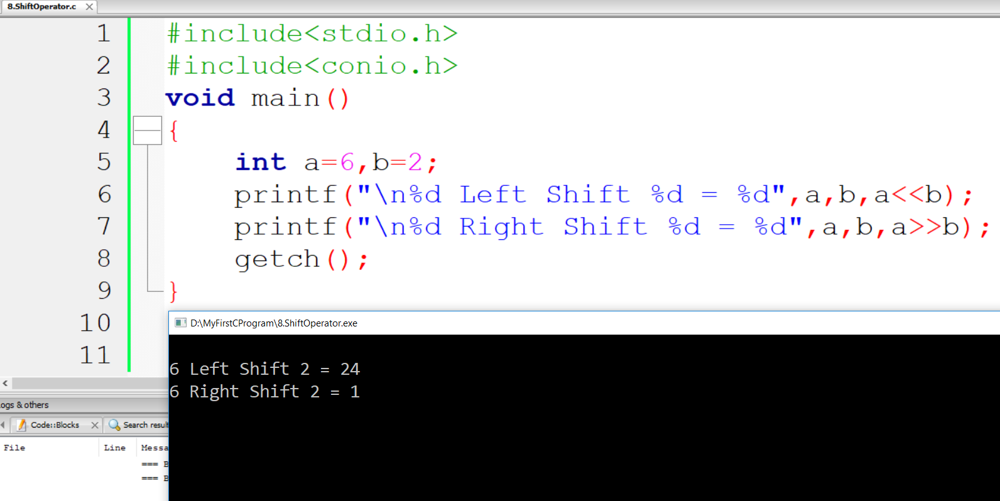 8.ShiftOperator.c
1 #include<stdio.h>
2 #include<conio.h>
3 void main()
4 {
5 int a=6,b=2;
6 printf("\n%d Left Shift %d = %d",a,b,a<<b);
7 printf("\n%d Right Shift %d = %d",a,b,a>>b);
8 getch();
9 }
10
11
D:\MyFirstCProgram\8.ShiftOperator.exe
6 Left Shift 2 = 24
6 Right Shift 2 = 1
ogs & others
Code::Blocks Search result
File Line Messa
=== B
=== B